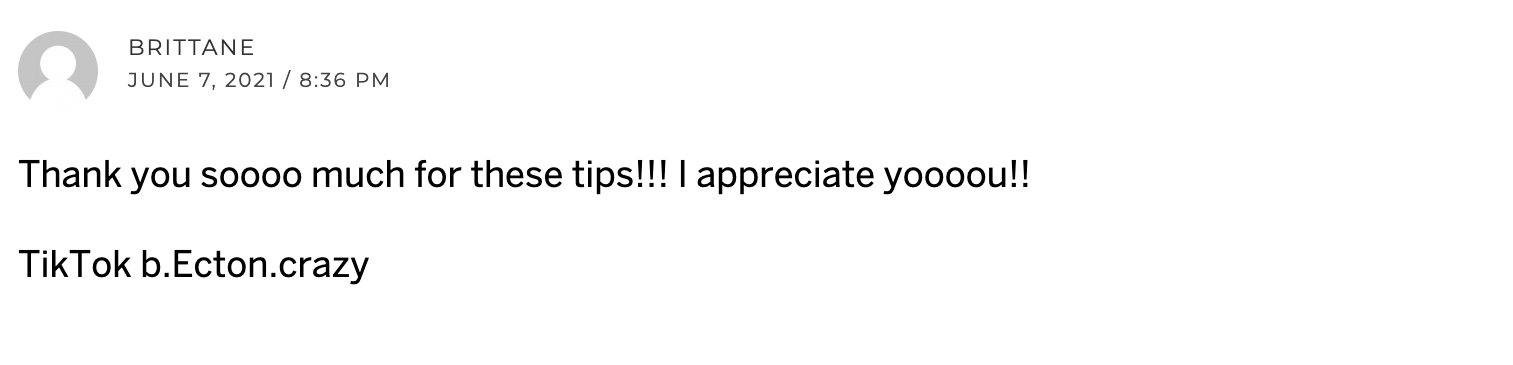 BRITTANE
JUNE 7, 2021 / 8:36 PM
Thank you soooo much for these tips!!! I appreciate yoooou!!
TikTok b.Ecton.crazy